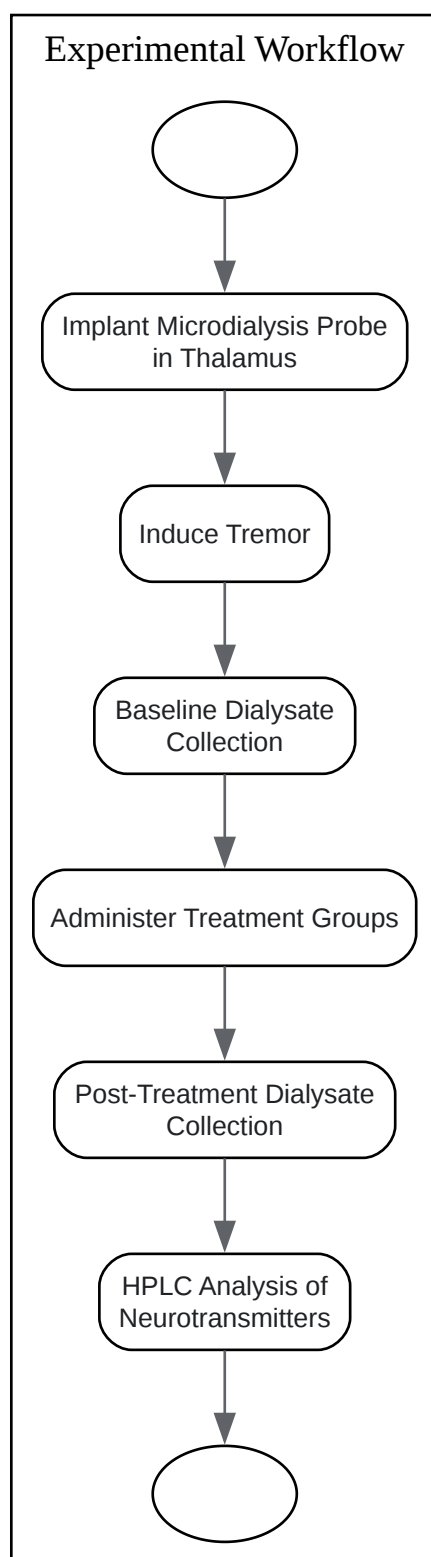 Experimental Workflow
Implant Microdialysis Probe
in Thalamus
Induce Tremor
Baseline Dialysate
Collection
Administer Treatment Groups
Post-Treatment Dialysate
Collection
HPLC Analysis of
Neurotransmitters